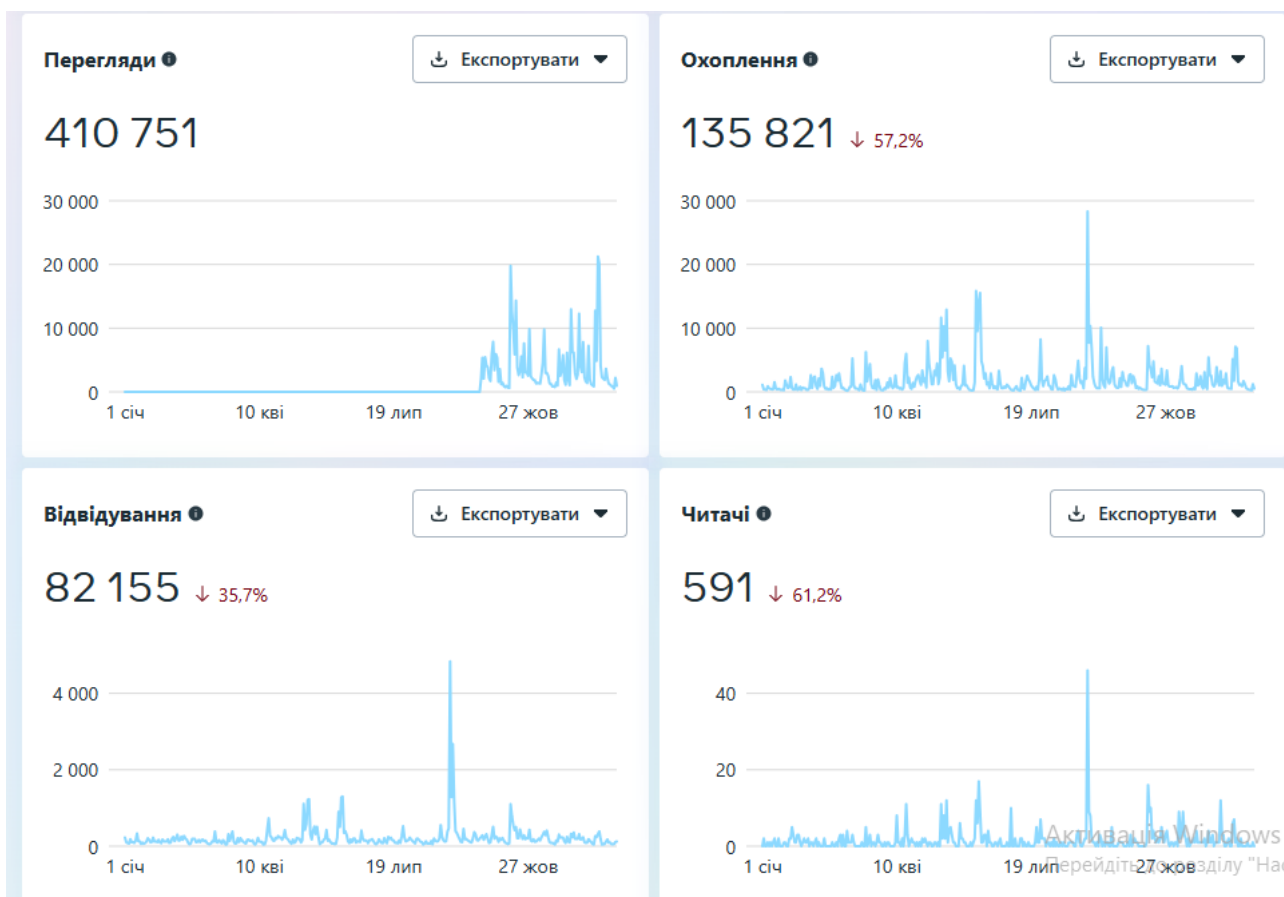 Перегляди
Експортувати
410 751
30 000
20 000
10 000
0
1 січ 10 кві 19 лип 27 жов
Охоплення
Експортувати
135 821 ↓ 57,2%
30 000
20 000
10 000
0
1 січ 10 кві 19 лип 27 жов
Відвідування
Експортувати
82 155 ↓ 35,7%
4 000
2 000
0
1 січ 10 кві 19 лип 27 жов
Читачі
Експортувати
591 ↓ 61,2%
40
20
0
1 січ 10 кві 19 лип 27 жов
Активація Windows
Перейдіть до розділу "Нас